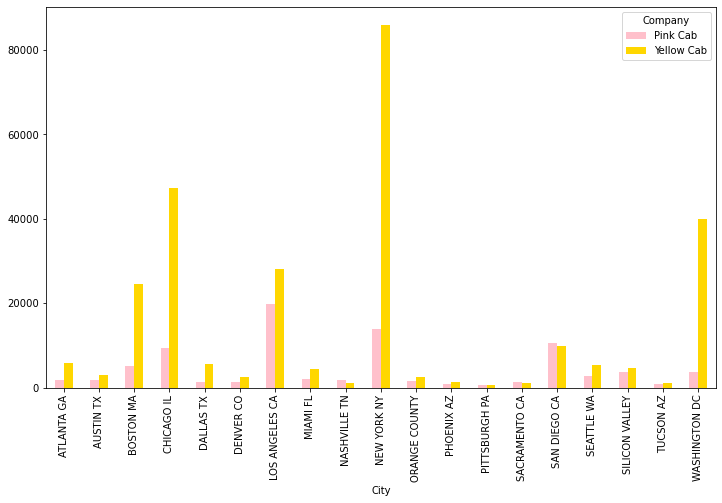 Company
Pink Cab
Yellow Cab
80000
60000
40000
20000
0
ATLANTA GA
AUSTIN TX
BOSTON MA
CHICAGO IL
DALLAS TX
DENVER CO
LOS ANGELES CA
MIAMI FL
NASHVILLE TN
NEW YORK NY
ORANGE COUNTY
PHOENIX AZ
PITTSBURGH PA
SACRAMENTO CA
SAN DIEGO CA
SEATTLE WA
SILICON VALLEY
TUCSON AZ
WASHINGTON DC
City